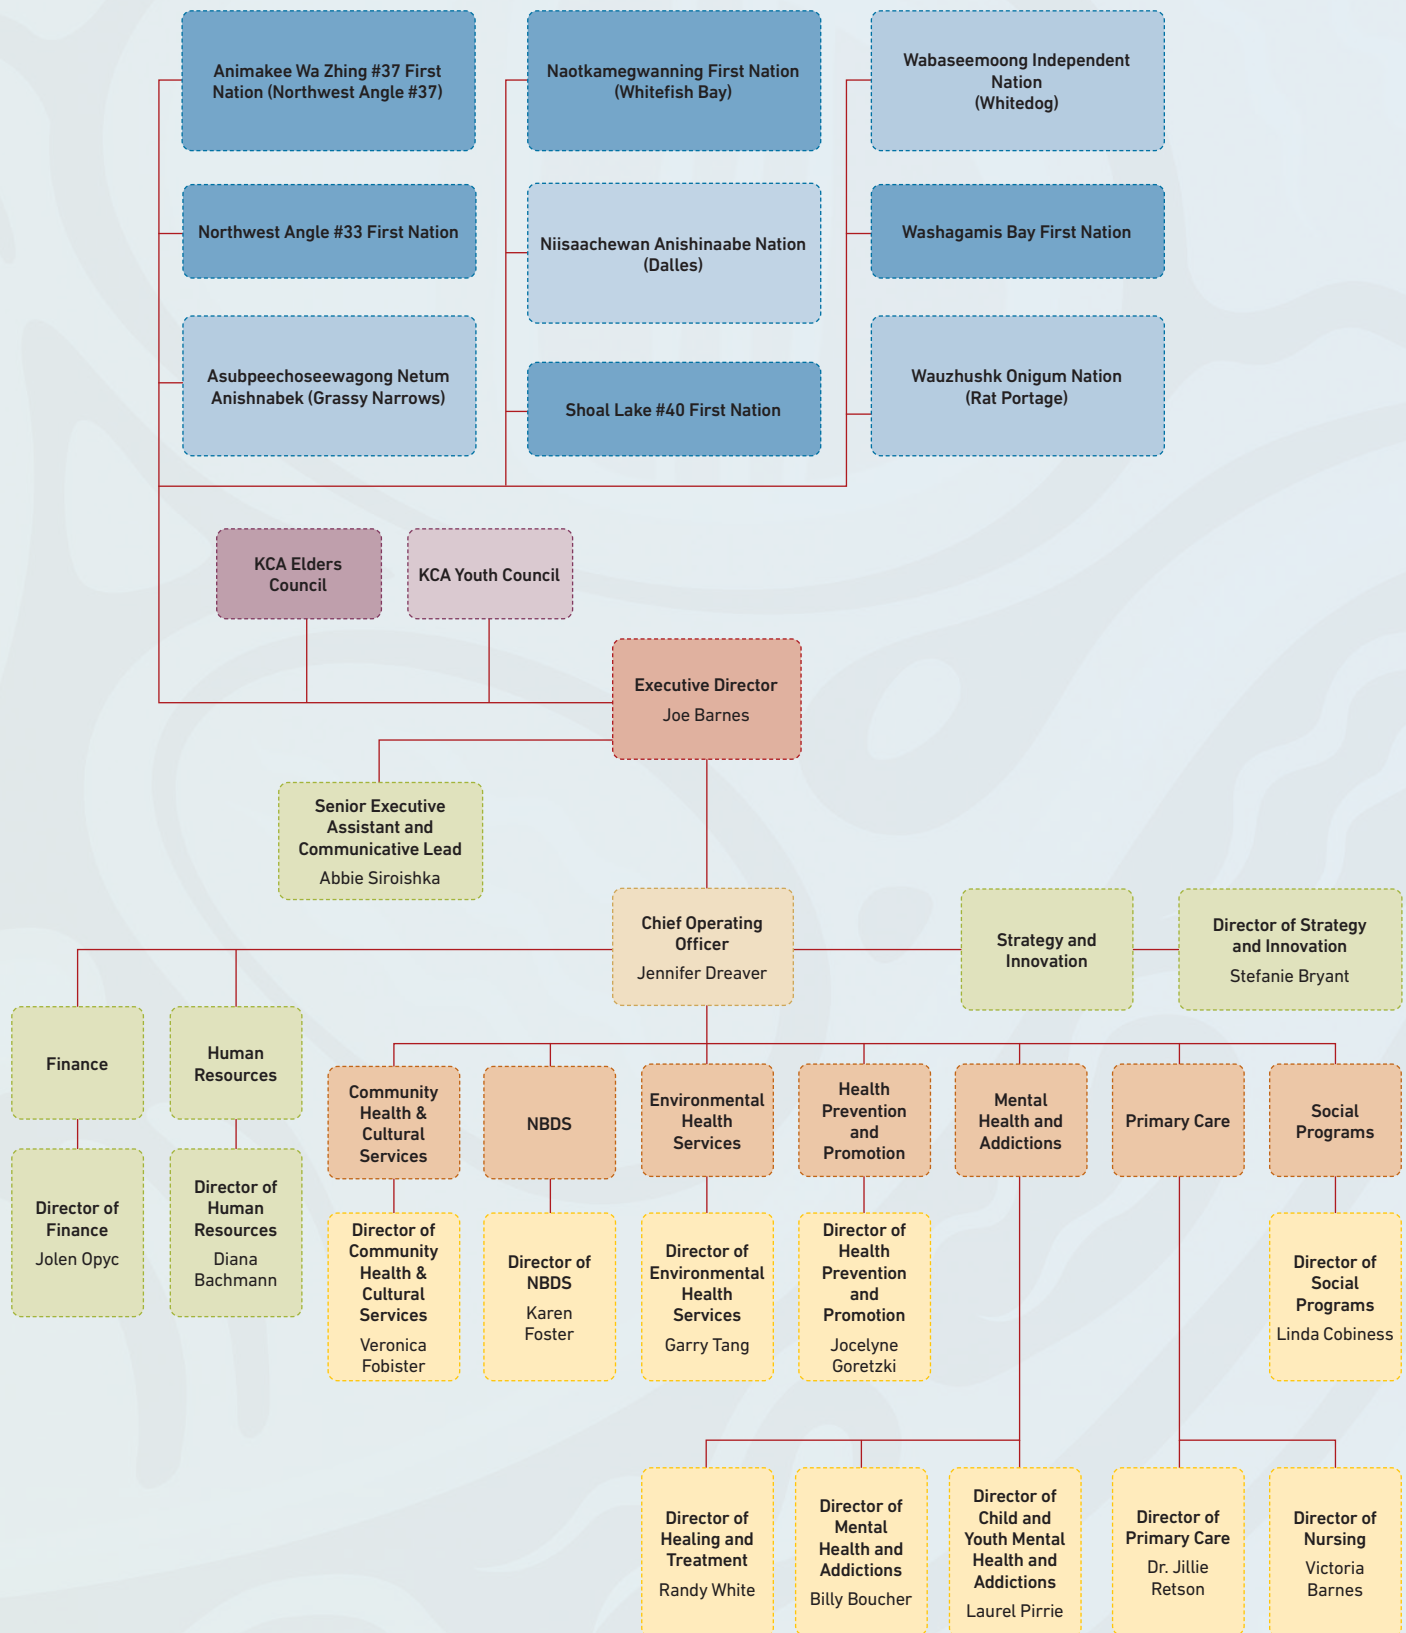 Animakee Wa Zhing #37 First
Nation (Northwest Angle #37)
Naotkamegwanning First Nation
(Whitefish Bay)
Wabaseemoong Independent
Nation
(Whitedog)
Northwest Angle #33 First Nation
Niisaachewan Anishinaabe Nation
(Dalles)
Washagamis Bay First Nation
Asubpeechoseewagong Netum
Anishnabek (Grassy Narrows)
Shoal Lake #40 First Nation
Wauzhushk Onigum Nation
(Rat Portage)
KCA Elders
Council
KCA Youth Council
Executive Director
Joe Barnes
Senior Executive
Assistant and
Communicative Lead
Abbie Siroishka
Chief Operating
Officer
Jennifer Dreaver
Strategy and
Innovation
Director of Strategy
and Innovation
Stefanie Bryant
Finance
Human
Resources
Community
Health &
Cultural
Services
NBDS
Environmental
Health
Services
Health
Prevention
and
Promotion
Mental
Health and
Addictions
Primary Care
Social
Programs
Director of
Finance
Jolen Opyc
Director of
Human
Resources
Diana
Bachmann
Director of
Community
Health &
Cultural
Services
Veronica
Fobister
Director of
NBDS
Karen
Foster
Director of
Environmental
Health
Services
Garry Tang
Director of
Health
Prevention
and
Promotion
Jocelyne
Goretzki
Director of
Social
Programs
Linda Cobiness
Director of
Healing and
Treatment
Randy White
Director of
Mental
Health and
Addictions
Billy Boucher
Director of
Child and
Youth Mental
Health and
Addictions
Laurel Pirrie
Director of
Primary Care
Dr. Jillie
Retson
Director of
Nursing
Victoria
Barnes